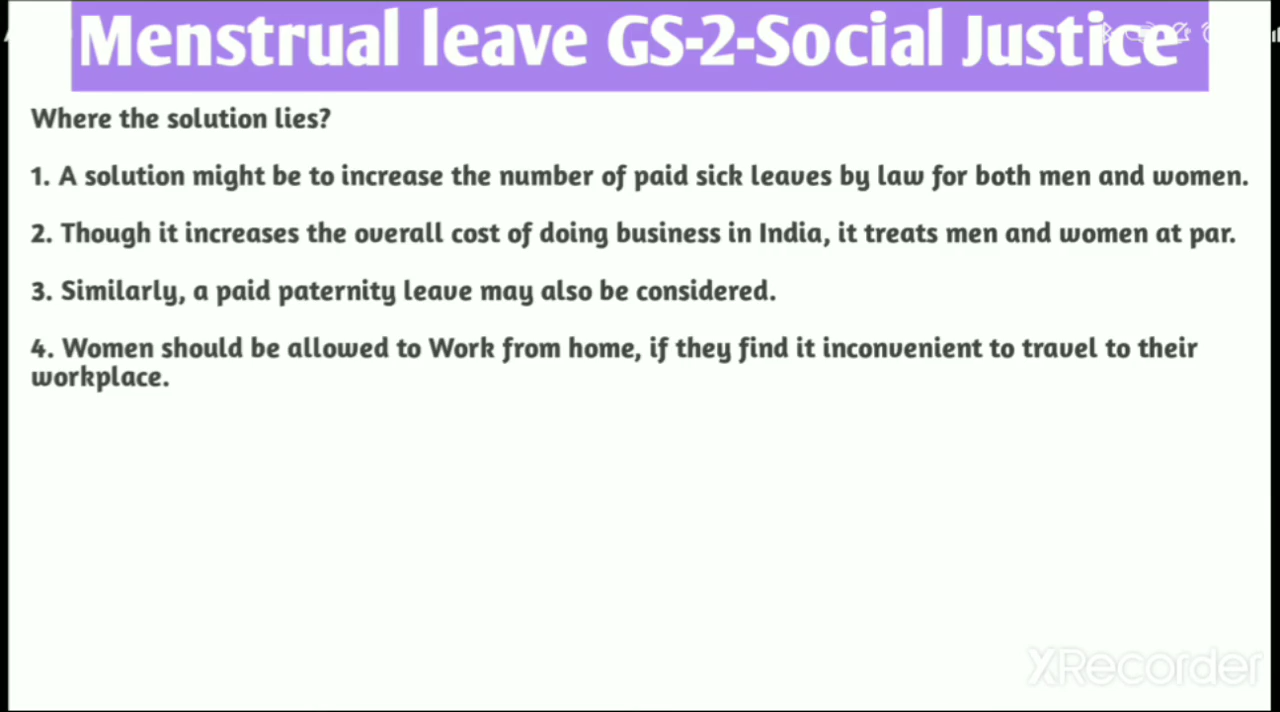 Menstrual leave GS-2-Social Justice
Where the solution lies?
1. A solution might be to increase the number of paid sick leaves by law for both men and women.
2. Though it increases the overall cost of doing business in India, it treats men and women at par.
3. Similarly, a paid paternity leave may also be considered.
4. Women should be allowed to Work from home, if they find it inconvenient to travel to their
workplace.
XRecorder